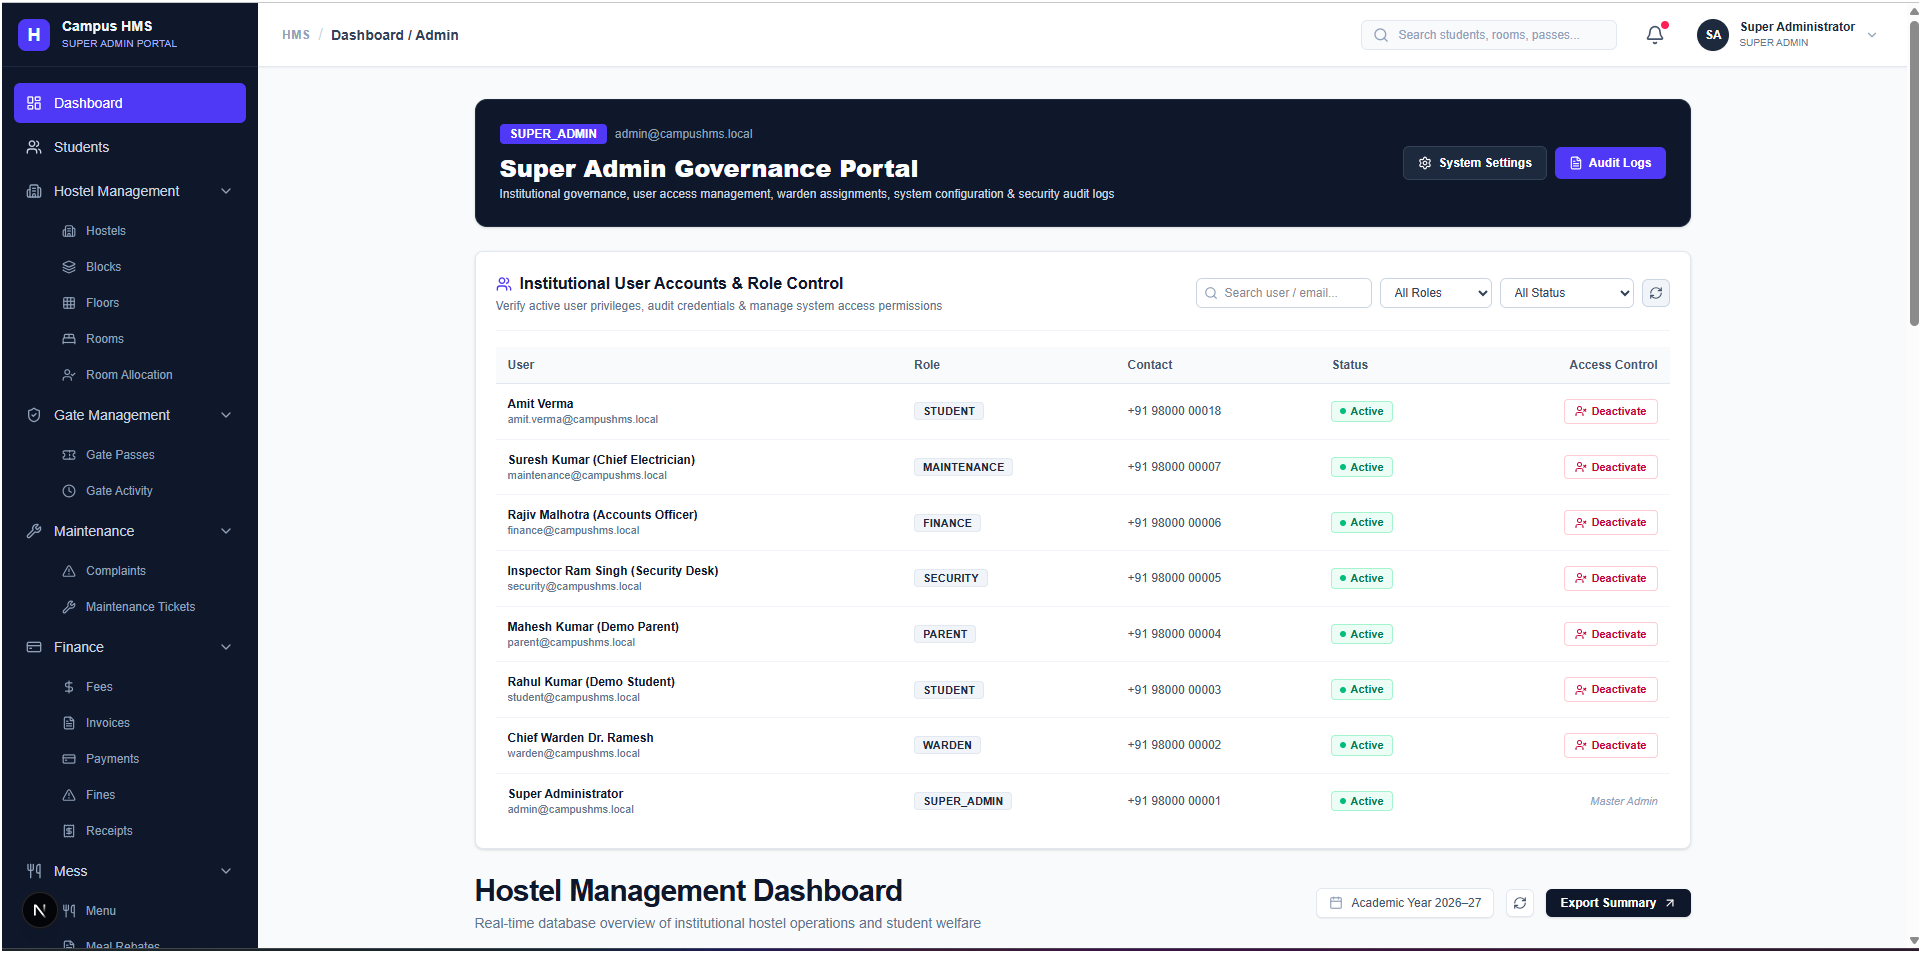 H
Campus HMS
SUPER ADMIN PORTAL
Dashboard
Students
Hostel Management
Hostels
Blocks
Floors
Rooms
Room Allocation
Gate Management
Gate Passes
Gate Activity
Maintenance
Complaints
Maintenance Tickets
Finance
Fees
Invoices
Payments
Fines
Receipts
Mess
N
Menu
Meal Rebates
HMS / Dashboard / Admin
Search students, rooms, passes...
SA
Super Administrator
SUPER ADMIN
SUPER_ADMIN admin@campushms.local
Super Admin Governance Portal
Institutional governance, user access management, warden assignments, system configuration & security audit logs
System Settings
Audit Logs
Institutional User Accounts & Role Control
Verify active user privileges, audit credentials & manage system access permissions
Search user / email...
All Roles
All Status
User Role Contact Status Access Control
Amit Verma
amit.verma@campushms.local
STUDENT +91 98000 00018 Active Deactivate
Suresh Kumar (Chief Electrician)
maintenance@campushms.local
MAINTENANCE +91 98000 00007 Active Deactivate
Rajiv Malhotra (Accounts Officer)
finance@campushms.local
FINANCE +91 98000 00006 Active Deactivate
Inspector Ram Singh (Security Desk)
security@campushms.local
SECURITY +91 98000 00005 Active Deactivate
Mahesh Kumar (Demo Parent)
parent@campushms.local
PARENT +91 98000 00004 Active Deactivate
Rahul Kumar (Demo Student)
student@campushms.local
STUDENT +91 98000 00003 Active Deactivate
Chief Warden Dr. Ramesh
warden@campushms.local
WARDEN +91 98000 00002 Active Deactivate
Super Administrator
admin@campushms.local
SUPER_ADMIN +91 98000 00001 Active Master Admin
Hostel Management Dashboard
Real-time database overview of institutional hostel operations and student welfare
Academic Year 2026–27
Export Summary